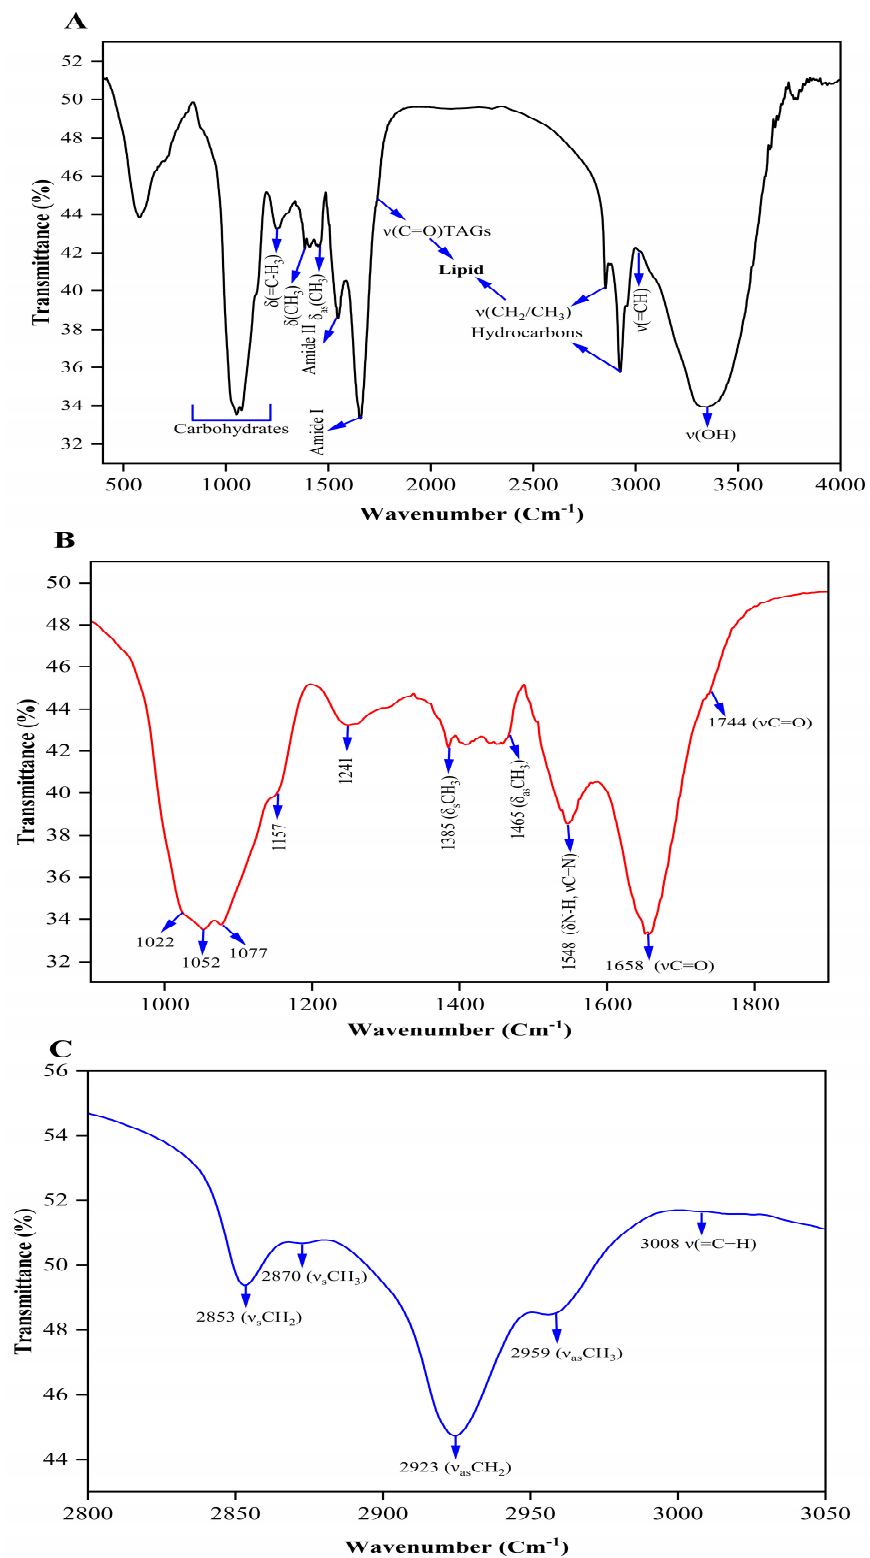 A
52
50
48
46
44
42
40
38
36
34
32
Transmittance (%)
ν(C=O)TAGs
Lipid
ν(CH2/CH3)
Hydrocarbons
δ(=C-H3)
δ(CH3)
δas(CH3)
Amide II
Amide I
ν(=CH)
Carbohydrates
ν(OH)
500 1000 1500 2000 2500 3000 3500 4000
Wavenumber (Cm-1)
B
50
48
46
44
42
40
38
36
34
32
Transmittance (%)
1744 (νC=O)
1241
1157
1385 (δsCH3)
1465 (δasCH3)
1548 (δN-H, νC−N)
1022
1052
1077
1658 (νC=O)
1000 1200 1400 1600 1800
Wavenumber (Cm-1)
C
56
54
52
50
48
46
44
Transmittance (%)
3008 ν(=C−H)
2870 (νsCH3)
2853 (νsCH2)
2959 (νasCH3)
2923 (νasCH2)
2800 2850 2900 2950 3000 3050
Wavenumber (Cm-1)